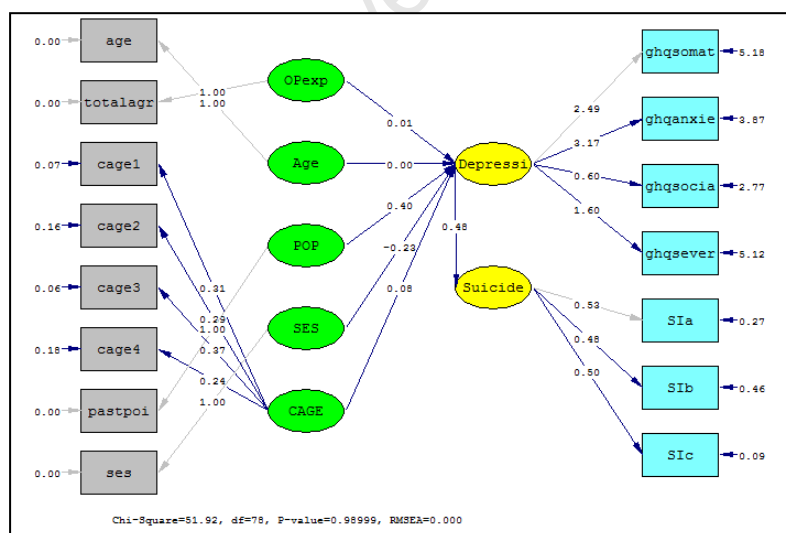 0.00 age
0.00 totalagr
0.07 cage1
0.16 cage2
0.06 cage3
0.18 cage4
0.00 pastpoi
0.00 ses
OPexp
Age
POP
SES
CAGE
1.00
1.00
0.31
0.29
1.00
0.37
0.24
1.00
0.01
0.00
0.40
-0.23
0.08
Depressi
0.48
Suicide
2.49
3.17
0.60
1.60
0.53
0.48
0.50
ghqsomat 5.18
ghqanxie 3.87
ghqsocia 2.77
ghqsever 5.12
SIa 0.27
SIb 0.46
SIc 0.09
Chi-Square=51.92, df=78, P-value=0.98999, RMSEA=0.000